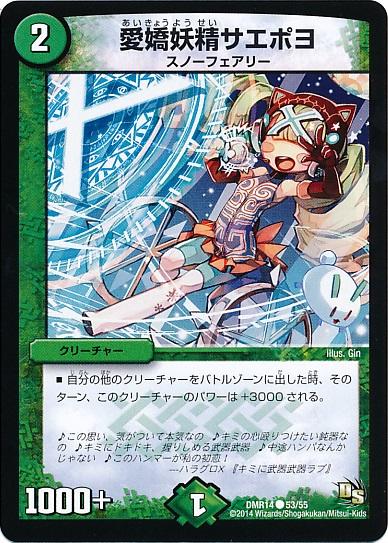 2
あいきょうようせい
愛嬌妖精サエポヨ
スノーフェアリー
クリーチャー
Illus. Gin
■ 自分の他のクリーチャーをバトルゾーンに出した時、その
ターン、このクリーチャーのパワーは+3000される。
♪この思い、気がついて本気なの ♪キミの心殴りつけたい鈍器な
の ♪キミにドキドキ、握りしめる武器武器 ♪中途ハンパなんか
じゃない ♪このハンマーが私の初恋！
---ハラグロX『キミに武器武器ラブ』
1000+
1
DMR14 ● 53/55
©2014 Wizards/Shogakukan/Mitsui-Kids
DS